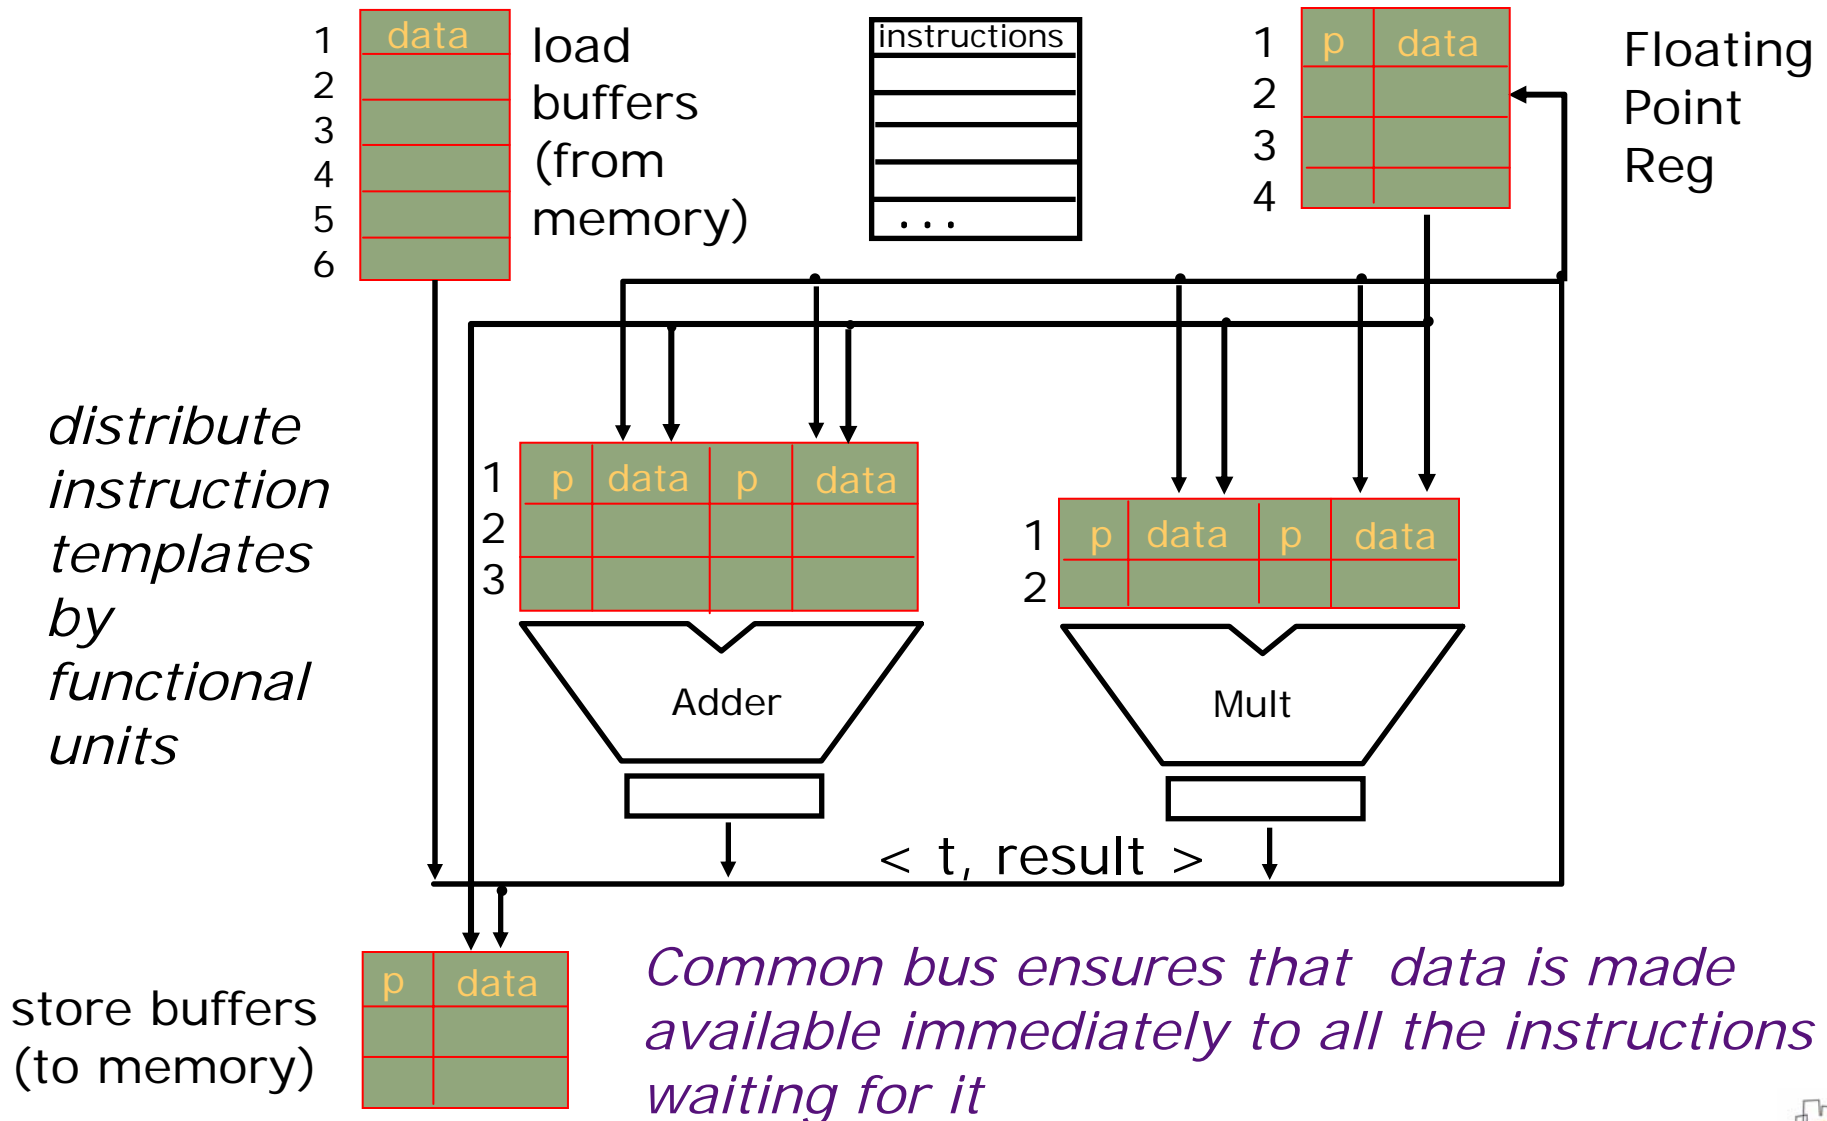 1
2
3
4
5
6
data
load
buffers
(from
memory)
instructions
. . .
1
2
3
4
p data
Floating
Point
Reg
distribute
instruction
templates
by
functional
units
1
2
3
p data p data
1
2
p data p data
Adder
Mult
< t, result >
store buffers
(to memory)
p data
Common bus ensures that data is made
available immediately to all the instructions
waiting for it